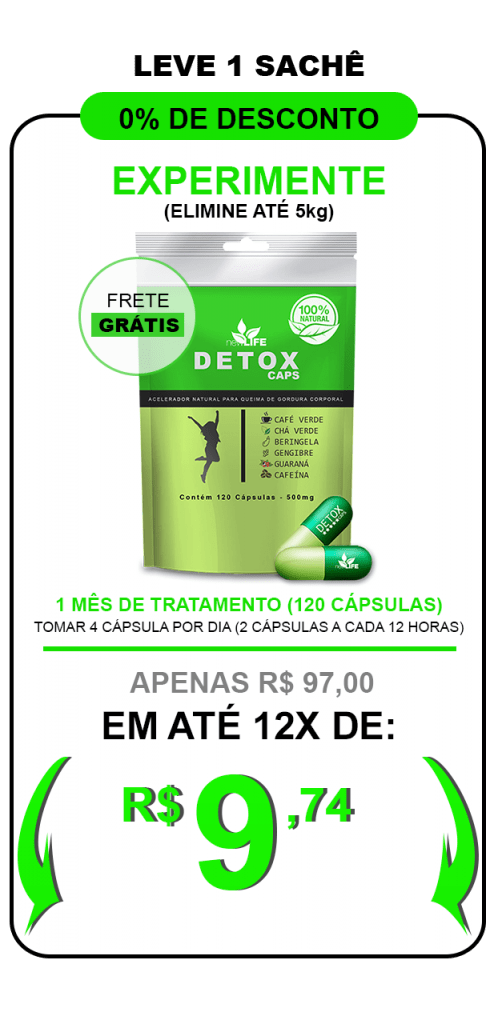 LEVE 1 SACHÊ
0% DE DESCONTO
EXPERIMENTE
(ELIMINE ATÉ 5kg)
FRETE
GRÁTIS
100%
NATURAL
newLIFE
DETOX
CAPS
ACELERADOR NATURAL PARA QUEIMA DE GORDURA CORPORAL
CAFÉ VERDE
CHÁ VERDE
BERINGELA
GENGIBRE
GUARANÁ
CAFEÍNA
Contém 120 Cápsulas - 500mg
DETOX
CAPS
newLIFE
1 MÊS DE TRATAMENTO (120 CÁPSULAS)
TOMAR 4 CÁPSULA POR DIA (2 CÁPSULAS A CADA 12 HORAS)
APENAS R$ 97,00
EM ATÉ 12X DE:
R$ 9,74